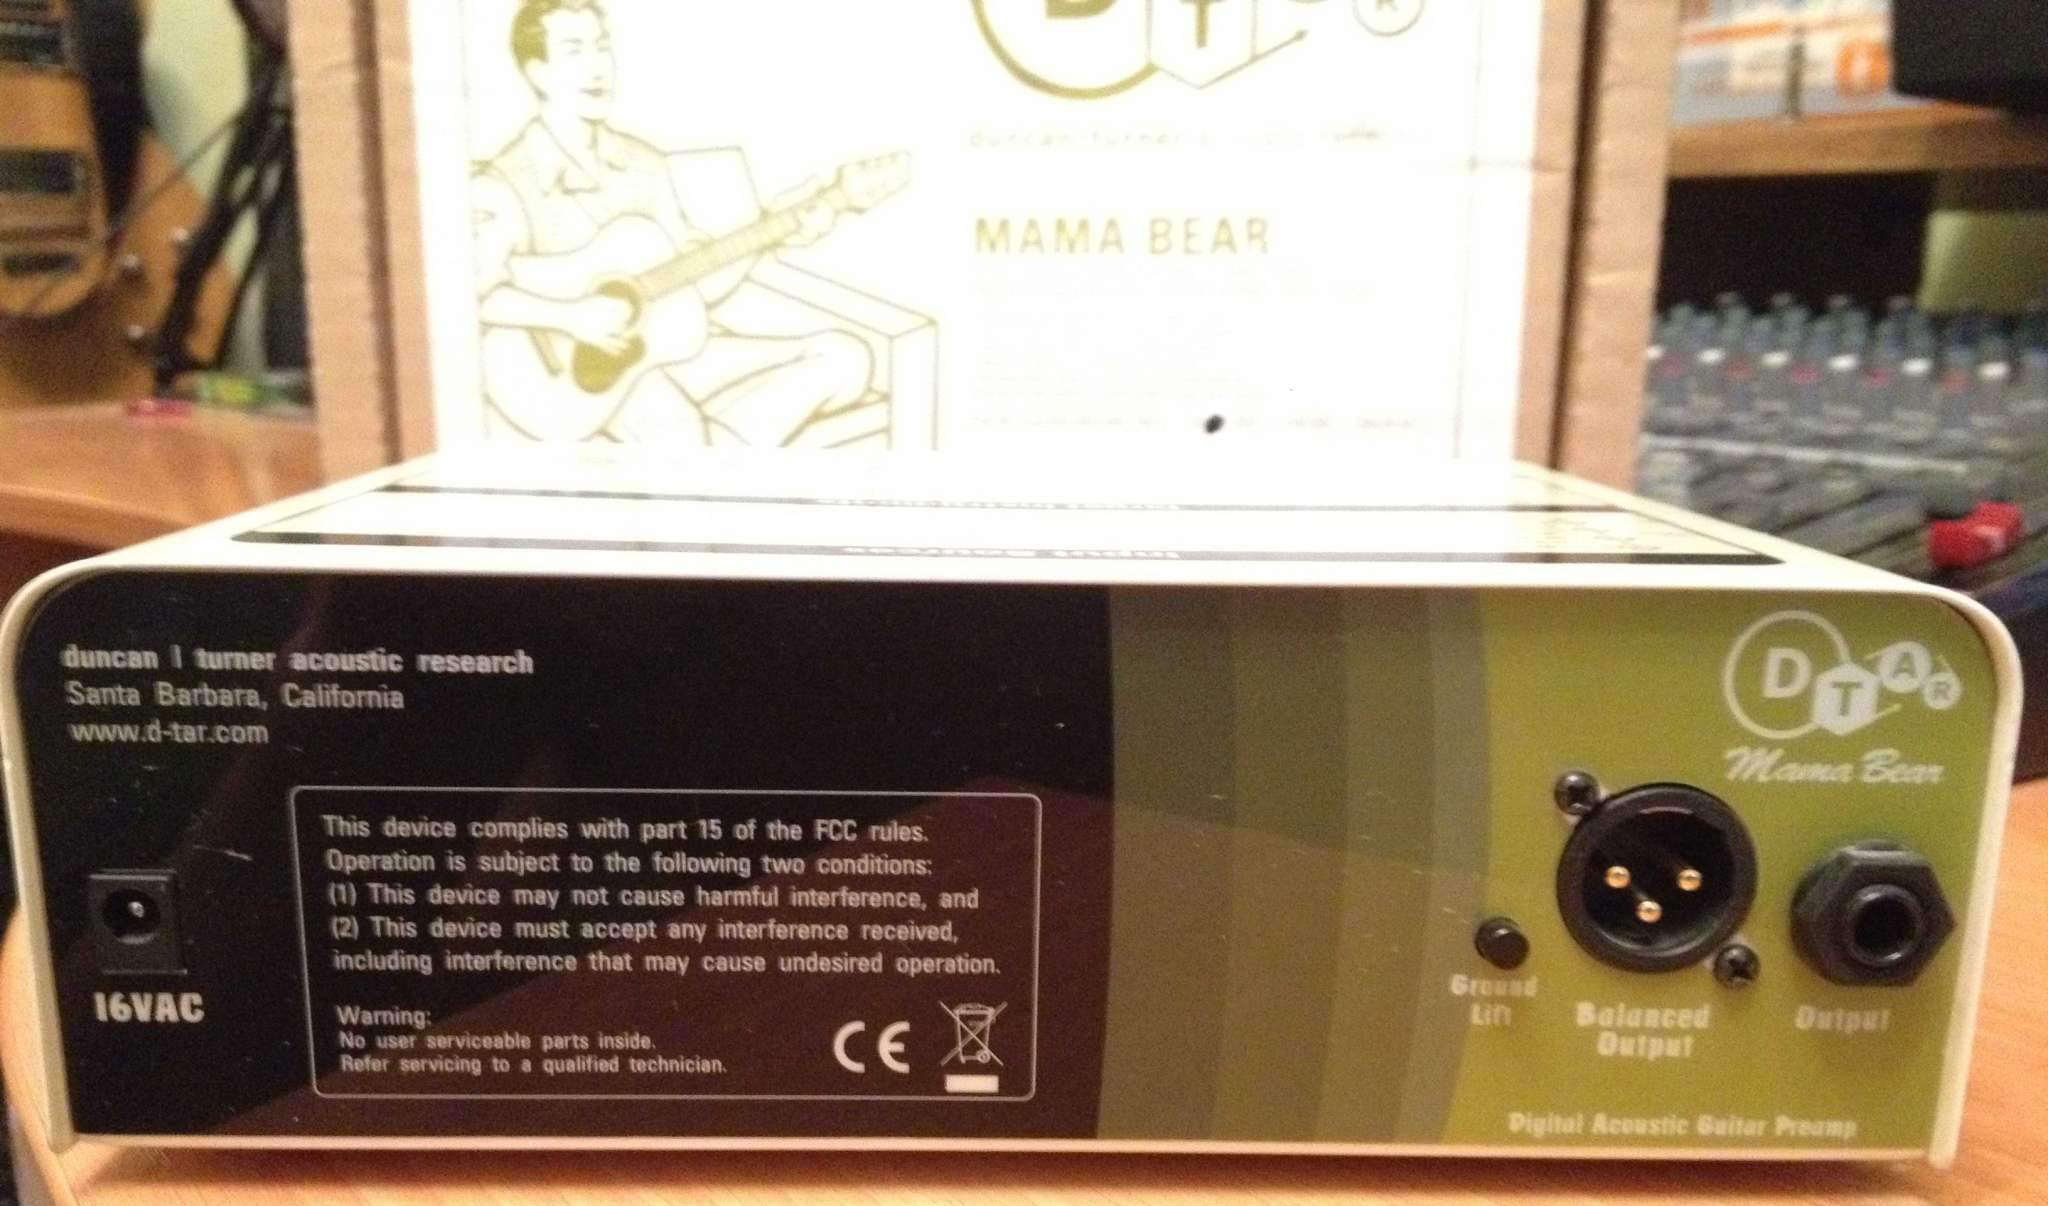 D
T
R
duncan turner
MAMA BEAR
Input Sources
duncan | turner acoustic research
Santa Barbara, California
www.d-tar.com
16VAC
This device complies with part 15 of the FCC rules.
Operation is subject to the following two conditions:
(1) This device may not cause harmful interference, and
(2) This device must accept any interference received,
including interference that may cause undesired operation.
Warning:
No user serviceable parts inside.
Refer servicing to a qualified technician.
CE
D
T
A
R
Mama Bear
Ground
Lift
Balanced
Output
Output
Digital Acoustic Guitar Preamp